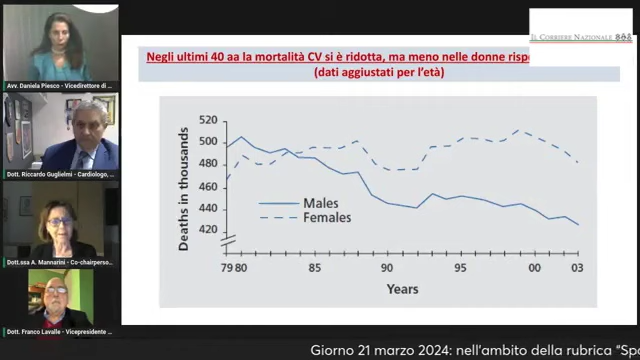 Avv. Daniela Piesco - Vicedirettore di ...
Dott. Riccardo Guglielmi - Cardiologo, ...
Dott.ssa A. Mannarini - Co-chairperso...
Dott. Franco Lavalle - Vicepresidente ...
IL CORRIERE NAZIONALE
Negli ultimi 40 aa la mortalità CV si è ridotta, ma meno nelle donne rispe
(dati aggiustati per l'età)
Deaths in thousands
520
500
480
460
440
420
Males
Females
79 80 85 90 95 00 03
Years
Giorno 21 marzo 2024: nell'ambito della rubrica "Spa